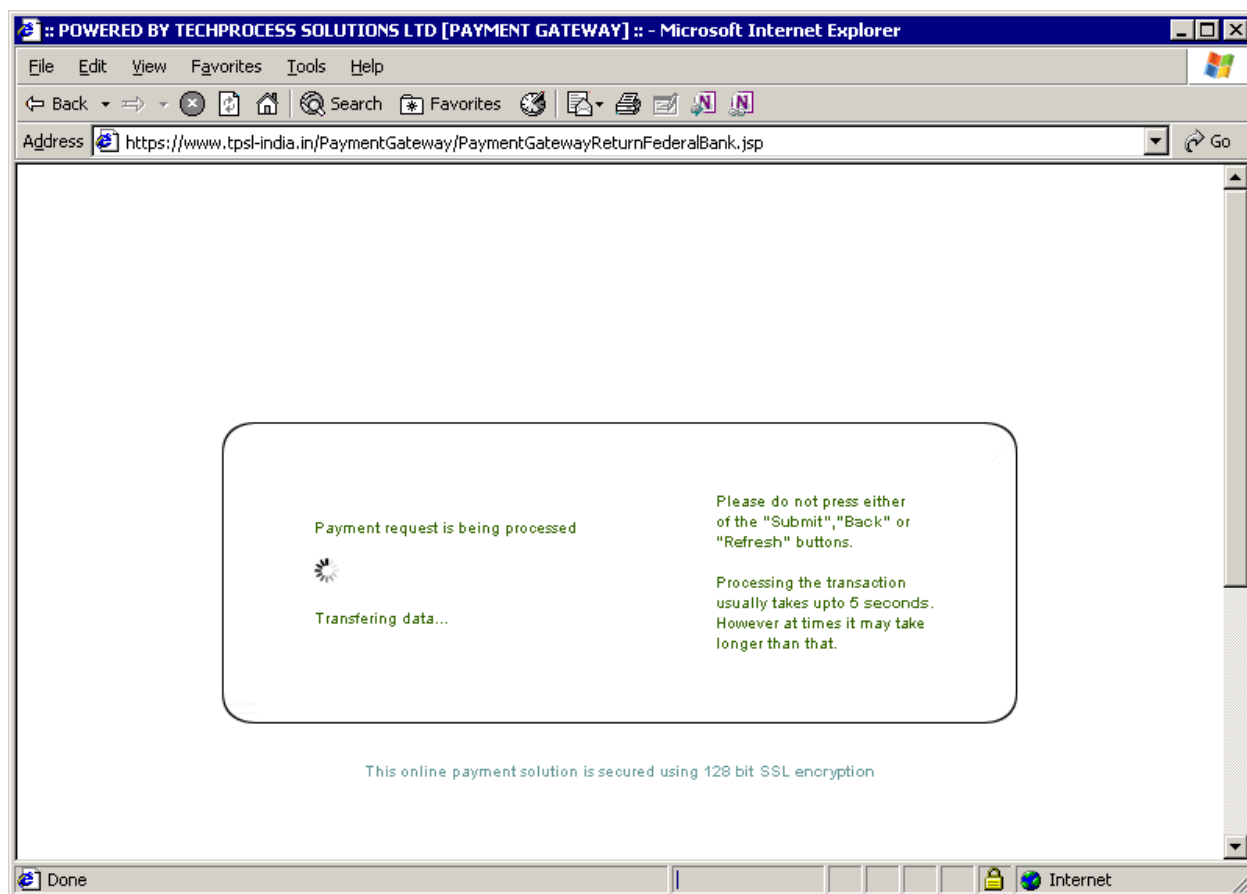 :: POWERED BY TECHPROCESS SOLUTIONS LTD [PAYMENT GATEWAY] :: - Microsoft Internet Explorer
File Edit View Favorites Tools Help
Back Search Favorites
Address https://www.tpsl-india.in/PaymentGateway/PaymentGatewayReturnFederalBank.jsp Go
Payment request is being processed
Transfering data...
Please do not press either
of the "Submit","Back" or
"Refresh" buttons.
Processing the transaction
usually takes upto 5 seconds.
However at times it may take
longer than that.
This online payment solution is secured using 128 bit SSL encryption
Done Internet